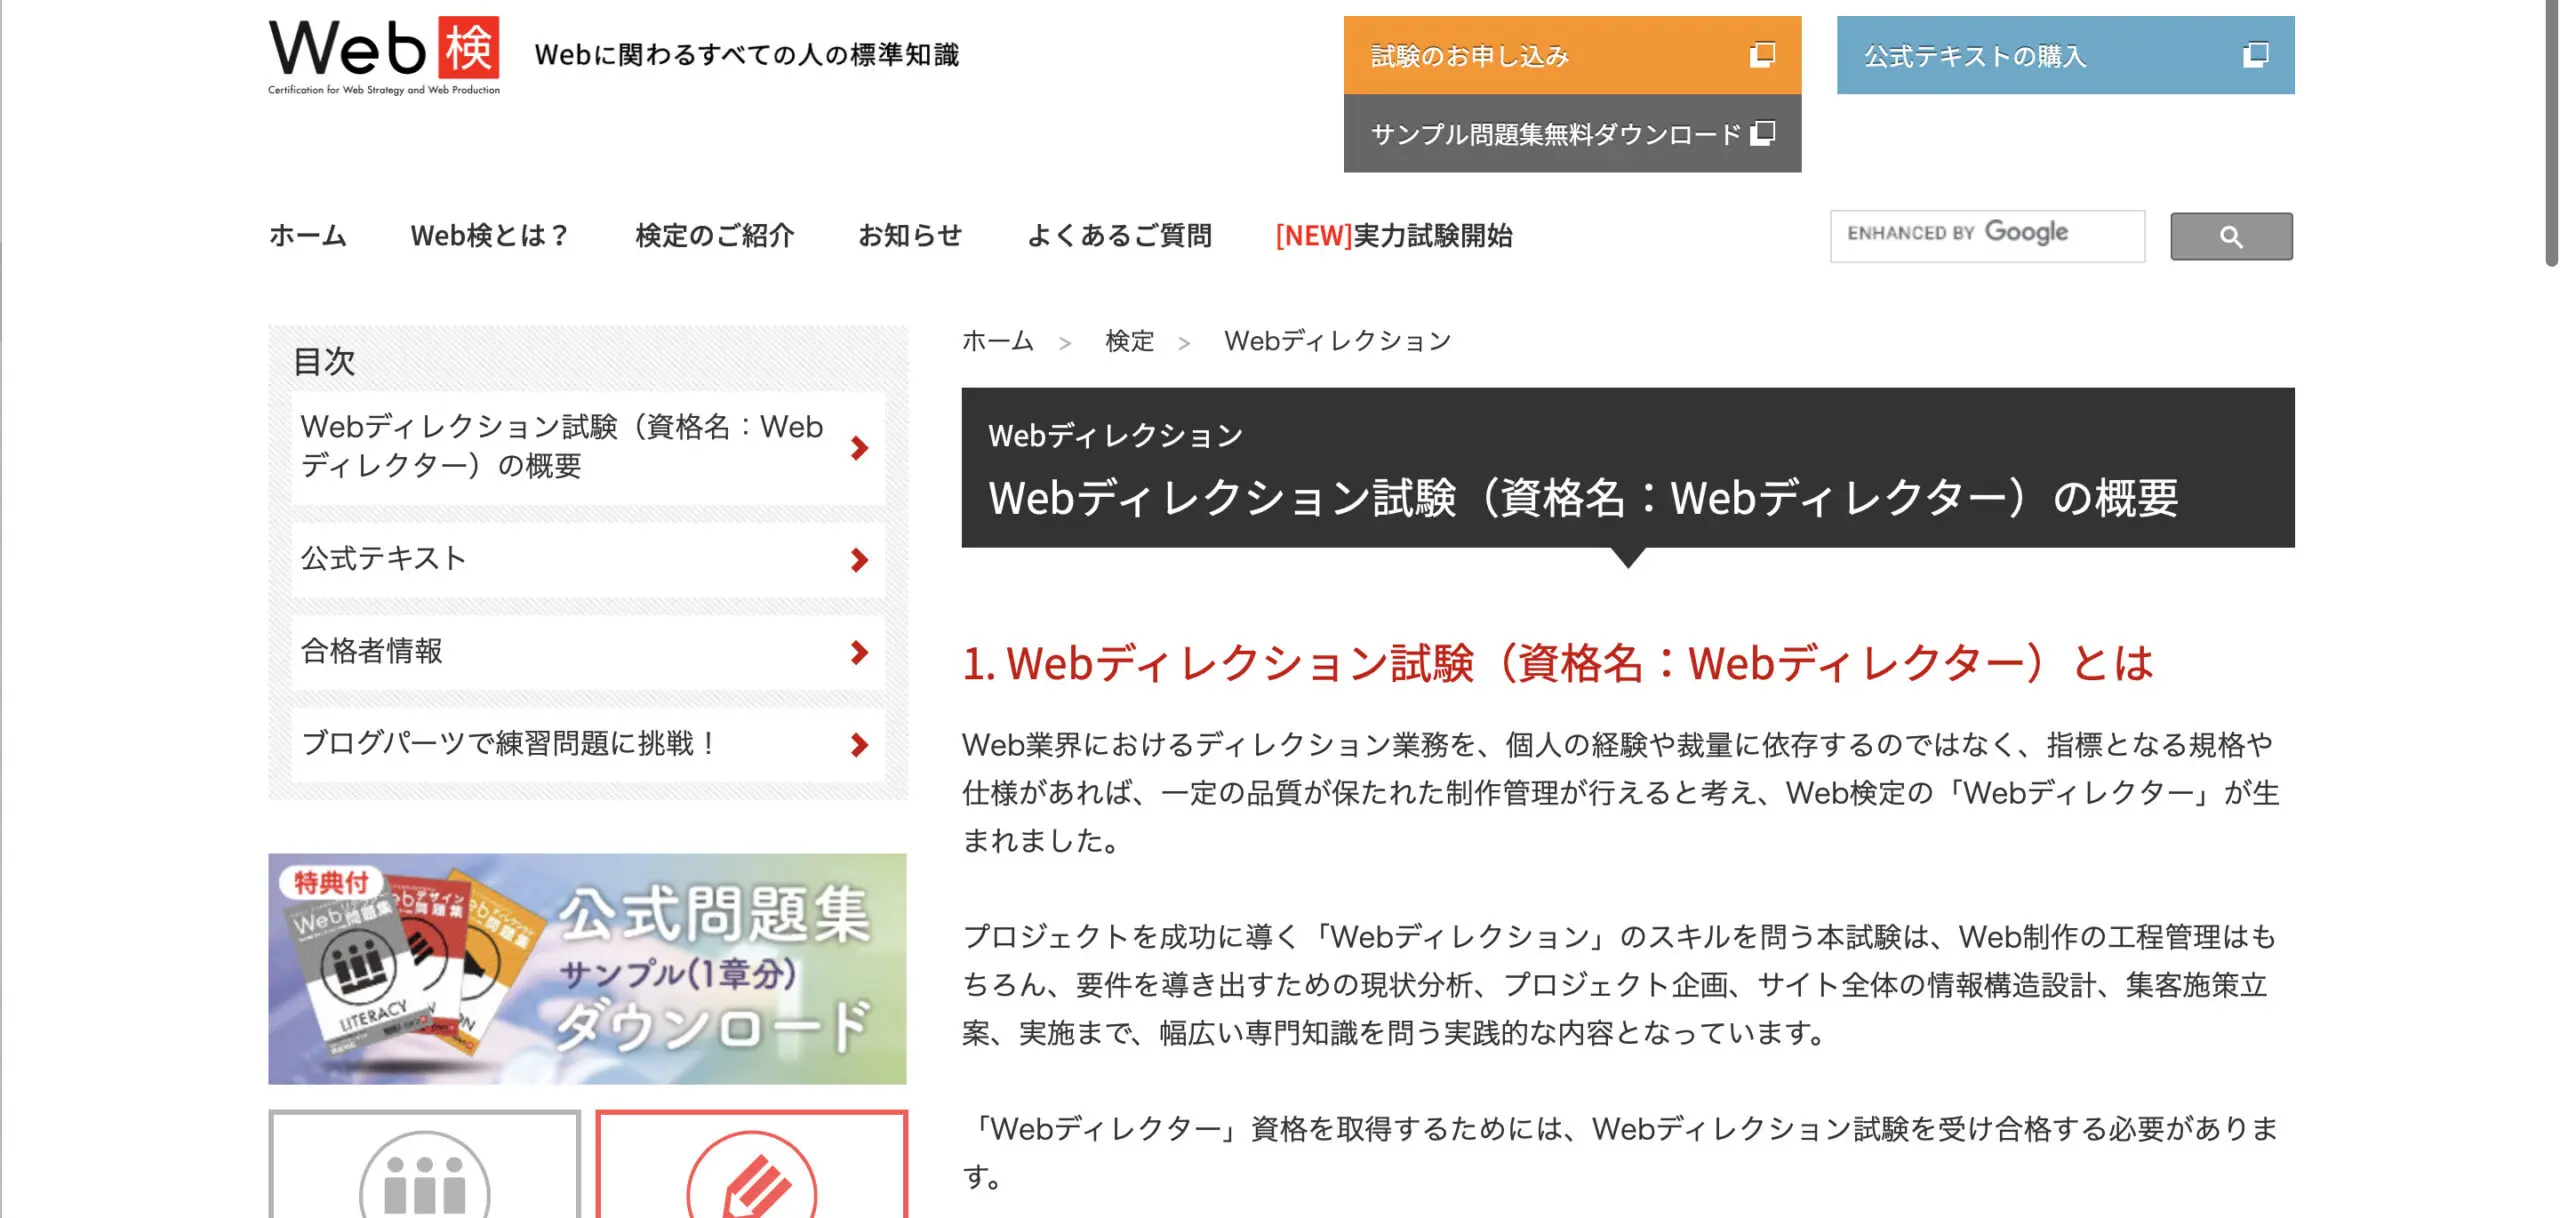 Web検
Certification for Web Strategy and Web Production
Webに関わるすべての人の標準知識
試験のお申し込み
公式テキストの購入
サンプル問題集無料ダウンロード
ホーム
Web検とは？
検定のご紹介
お知らせ
よくあるご質問
[NEW]実力試験開始
ENHANCED BY Google
目次
Webディレクション試験（資格名：Web
ディレクター）の概要
公式テキスト
合格者情報
ブログパーツで練習問題に挑戦！
特典付
Web問題集
LITERACY
公式問題集
サンプル(1章分)
ダウンロード
ホーム > 検定 > Webディレクション
Webディレクション
Webディレクション試験（資格名：Webディレクター）の概要
1. Webディレクション試験（資格名：Webディレクター）とは
Web業界におけるディレクション業務を、個人の経験や裁量に依存するのではなく、指標となる規格や
仕様があれば、一定の品質が保たれた制作管理が行えると考え、Web検定の「Webディレクター」が生
まれました。
プロジェクトを成功に導く「Webディレクション」のスキルを問う本試験は、Web制作の工程管理はも
ちろん、要件を導き出すための現状分析、プロジェクト企画、サイト全体の情報構造設計、集客施策立
案、実施まで、幅広い専門知識を問う実践的な内容となっています。
「Webディレクター」資格を取得するためには、Webディレクション試験を受け合格する必要がありま
す。